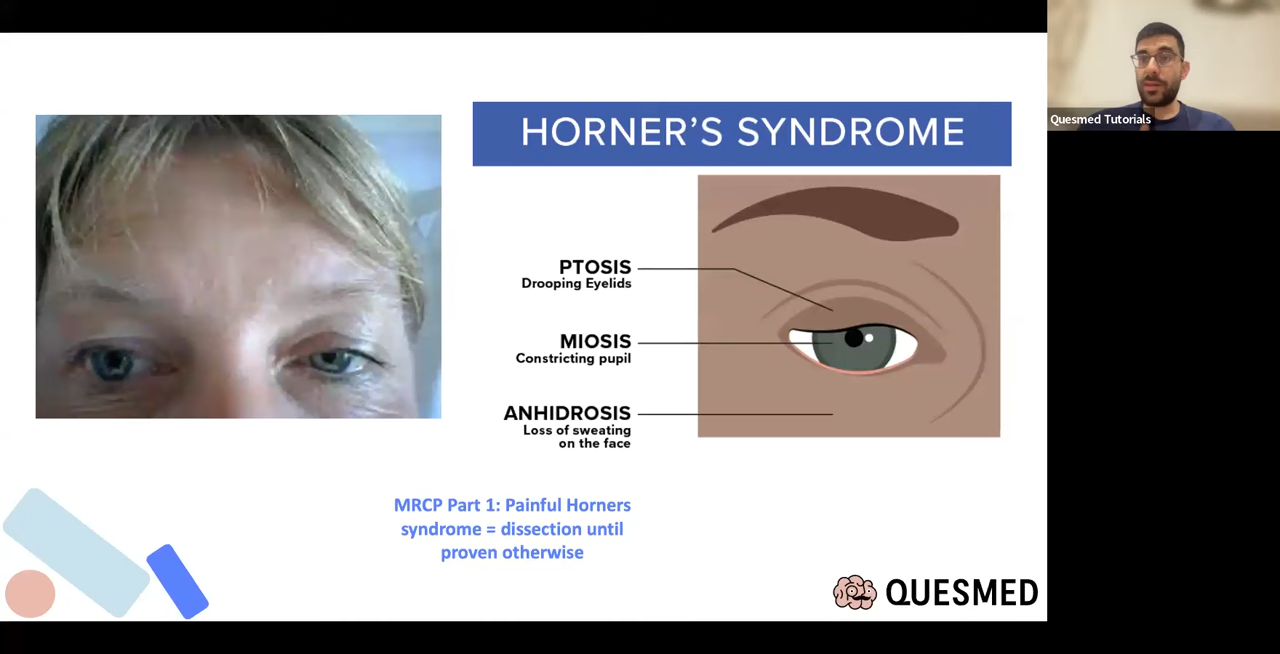 HORNER'S SYNDROME
PTOSIS
Drooping Eyelids
MIOSIS
Constricting pupil
ANHIDROSIS
Loss of sweating
on the face
MRCP Part 1: Painful Horners
syndrome = dissection until
proven otherwise
QUESMED
Quesmed Tutorials